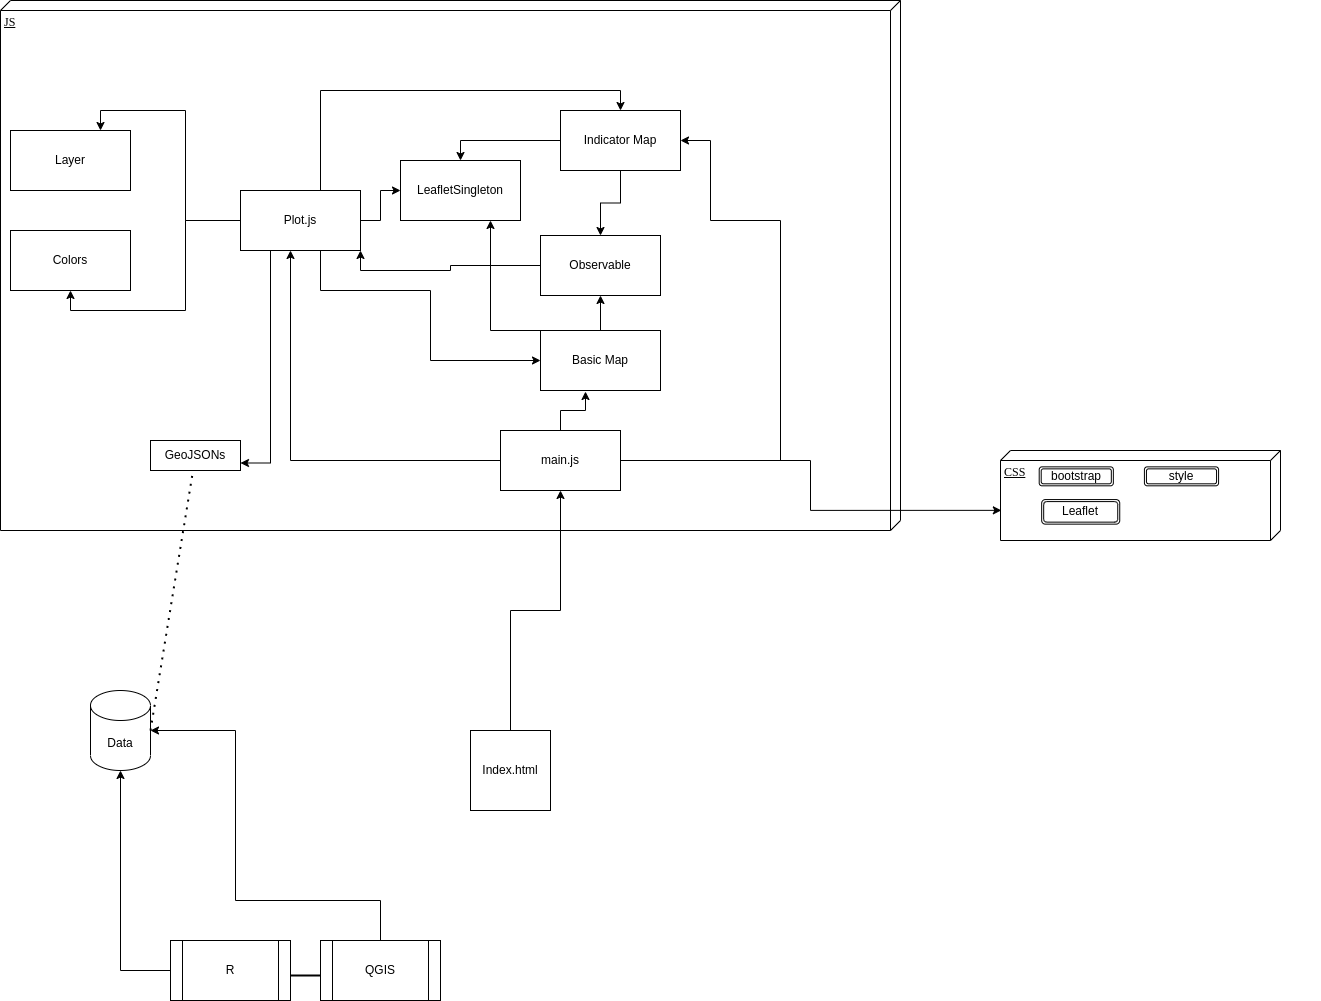 JS
Indicator Map
Layer
LeafletSingleton
Plot.js
Colors
Observable
Basic Map
GeoJSONs
main.js
CSS
bootstrap
style
Leaflet
Data
Index.html
R
QGIS